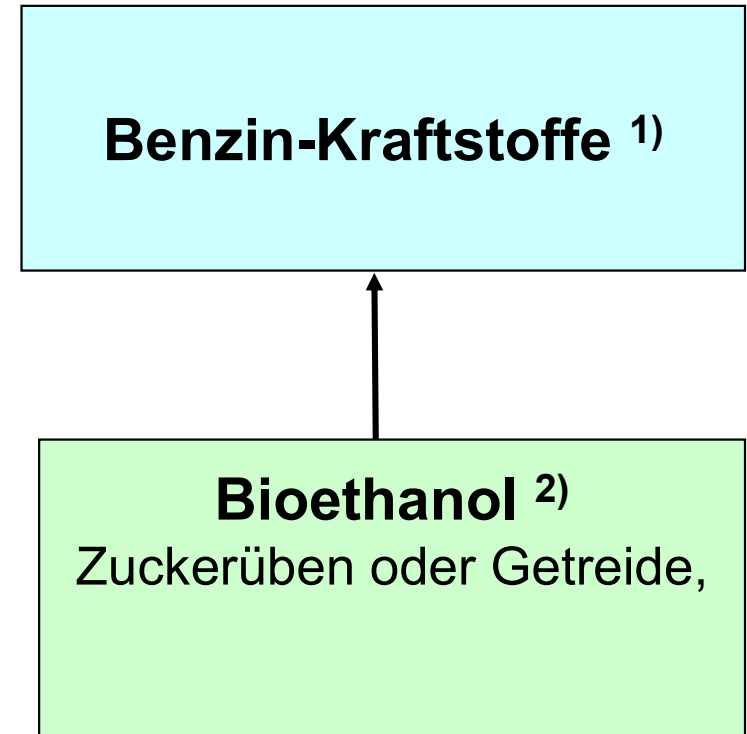 Benzin-Kraftstoffe 1)
Bioethanol 2)
Zuckerüben oder Getreide,